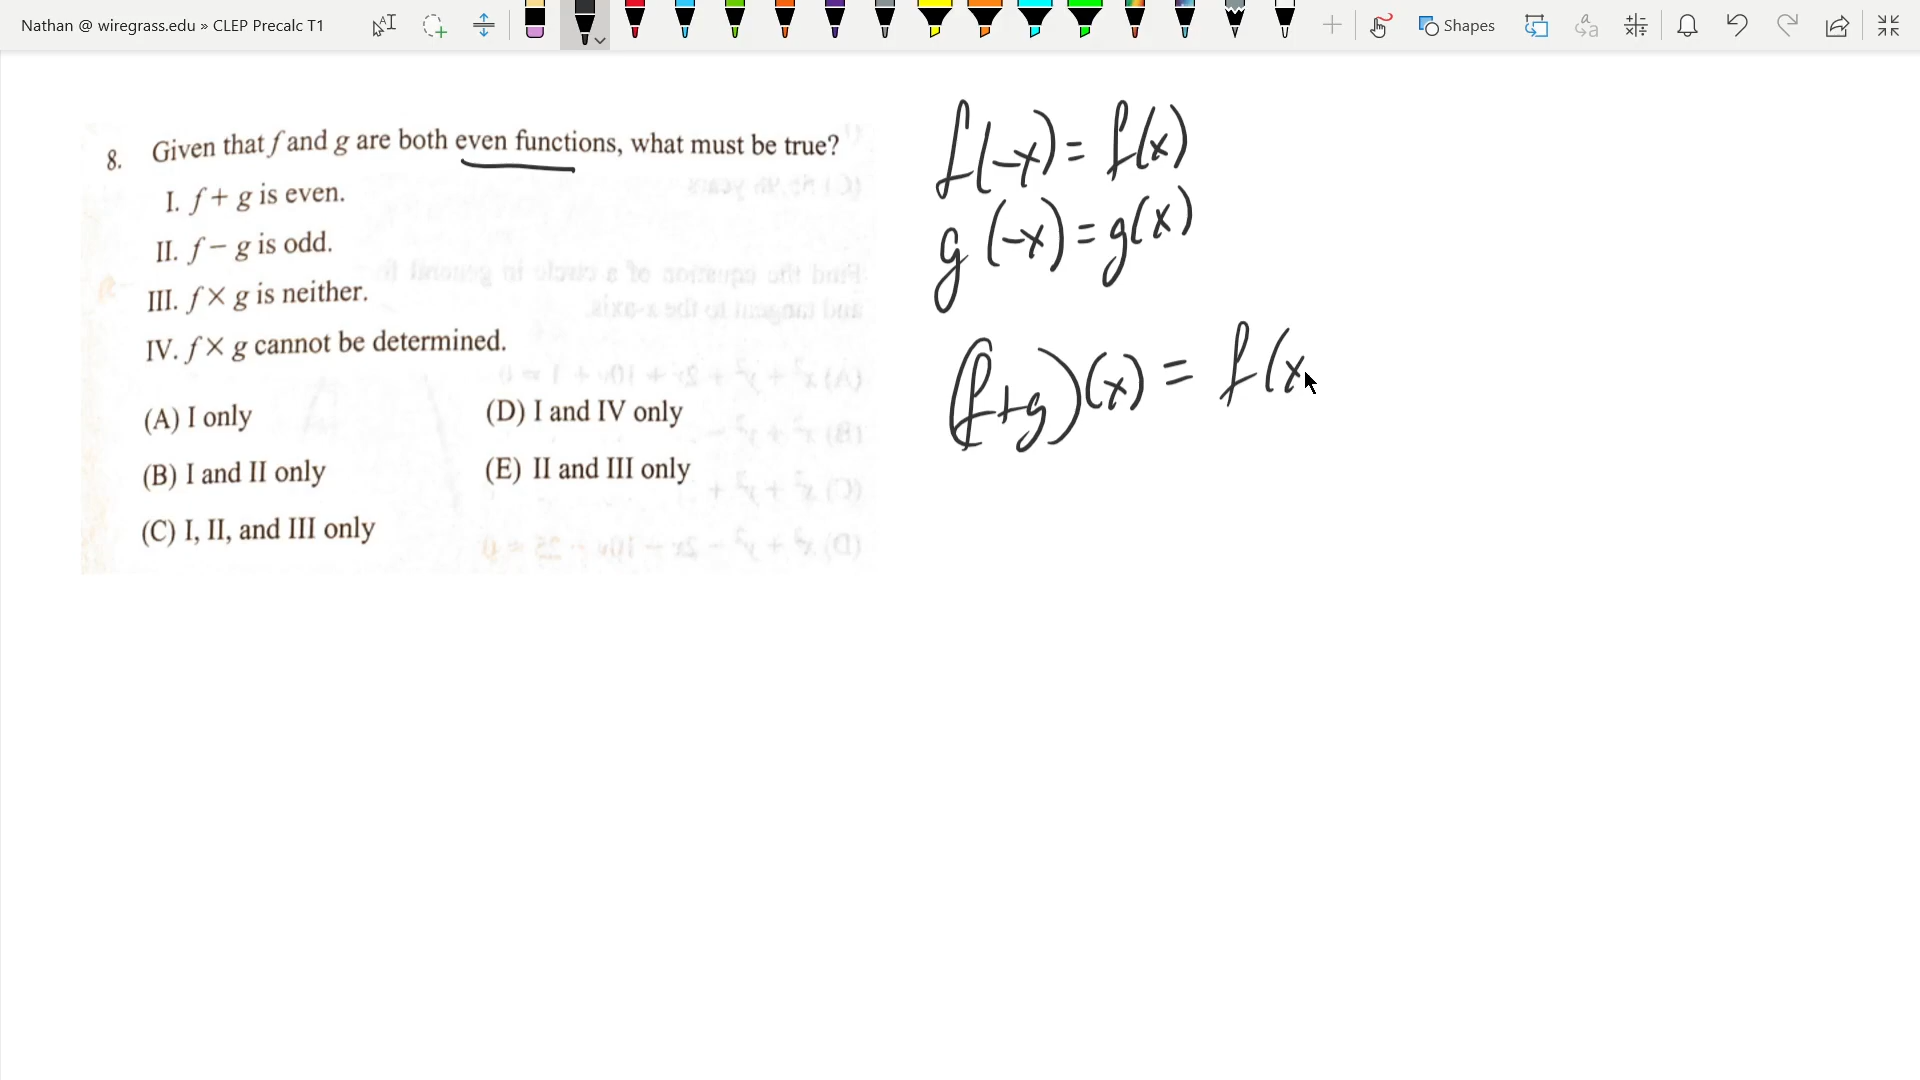 Nathan @ wiregrass.edu » CLEP Precalc T1
Shapes
8. Given that f and g are both even functions, what must be true?
I. f + g is even.
II. f − g is odd.
III. f × g is neither.
IV. f × g cannot be determined.
(A) I only
(D) I and IV only
(B) I and II only
(E) II and III only
(C) I, II, and III only
f(-x) = f(x)
g(-x) = g(x)
(f+g)(x) = f(x